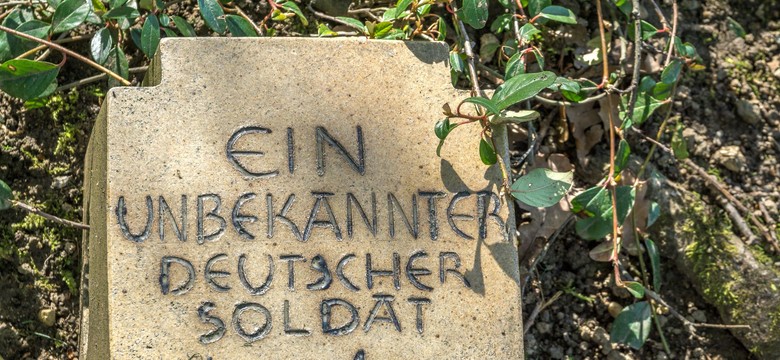 EIN
UNBEKANNTER
DEUTSCHER
SOLDAT